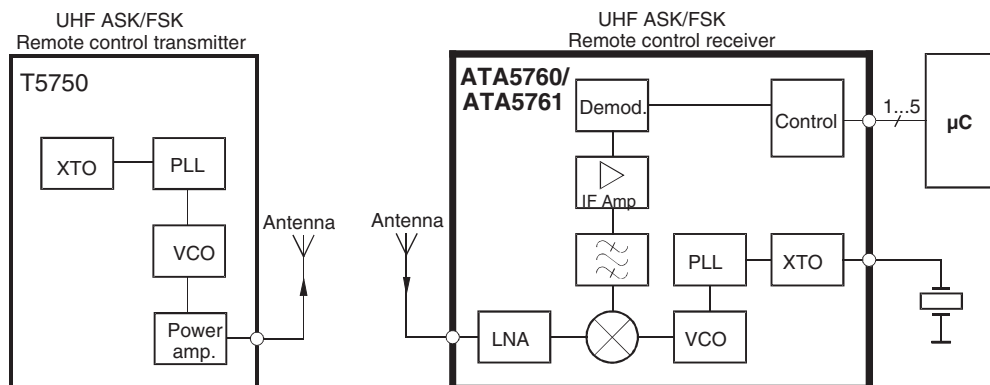 UHF ASK/FSK
Remote control transmitter
T5750
XTO
PLL
VCO
Power
amp.
Antenna
UHF ASK/FSK
Remote control receiver
ATA5760/
ATA5761
Demod.
Control
1...5
µC
IF Amp
Antenna
PLL
XTO
LNA
VCO